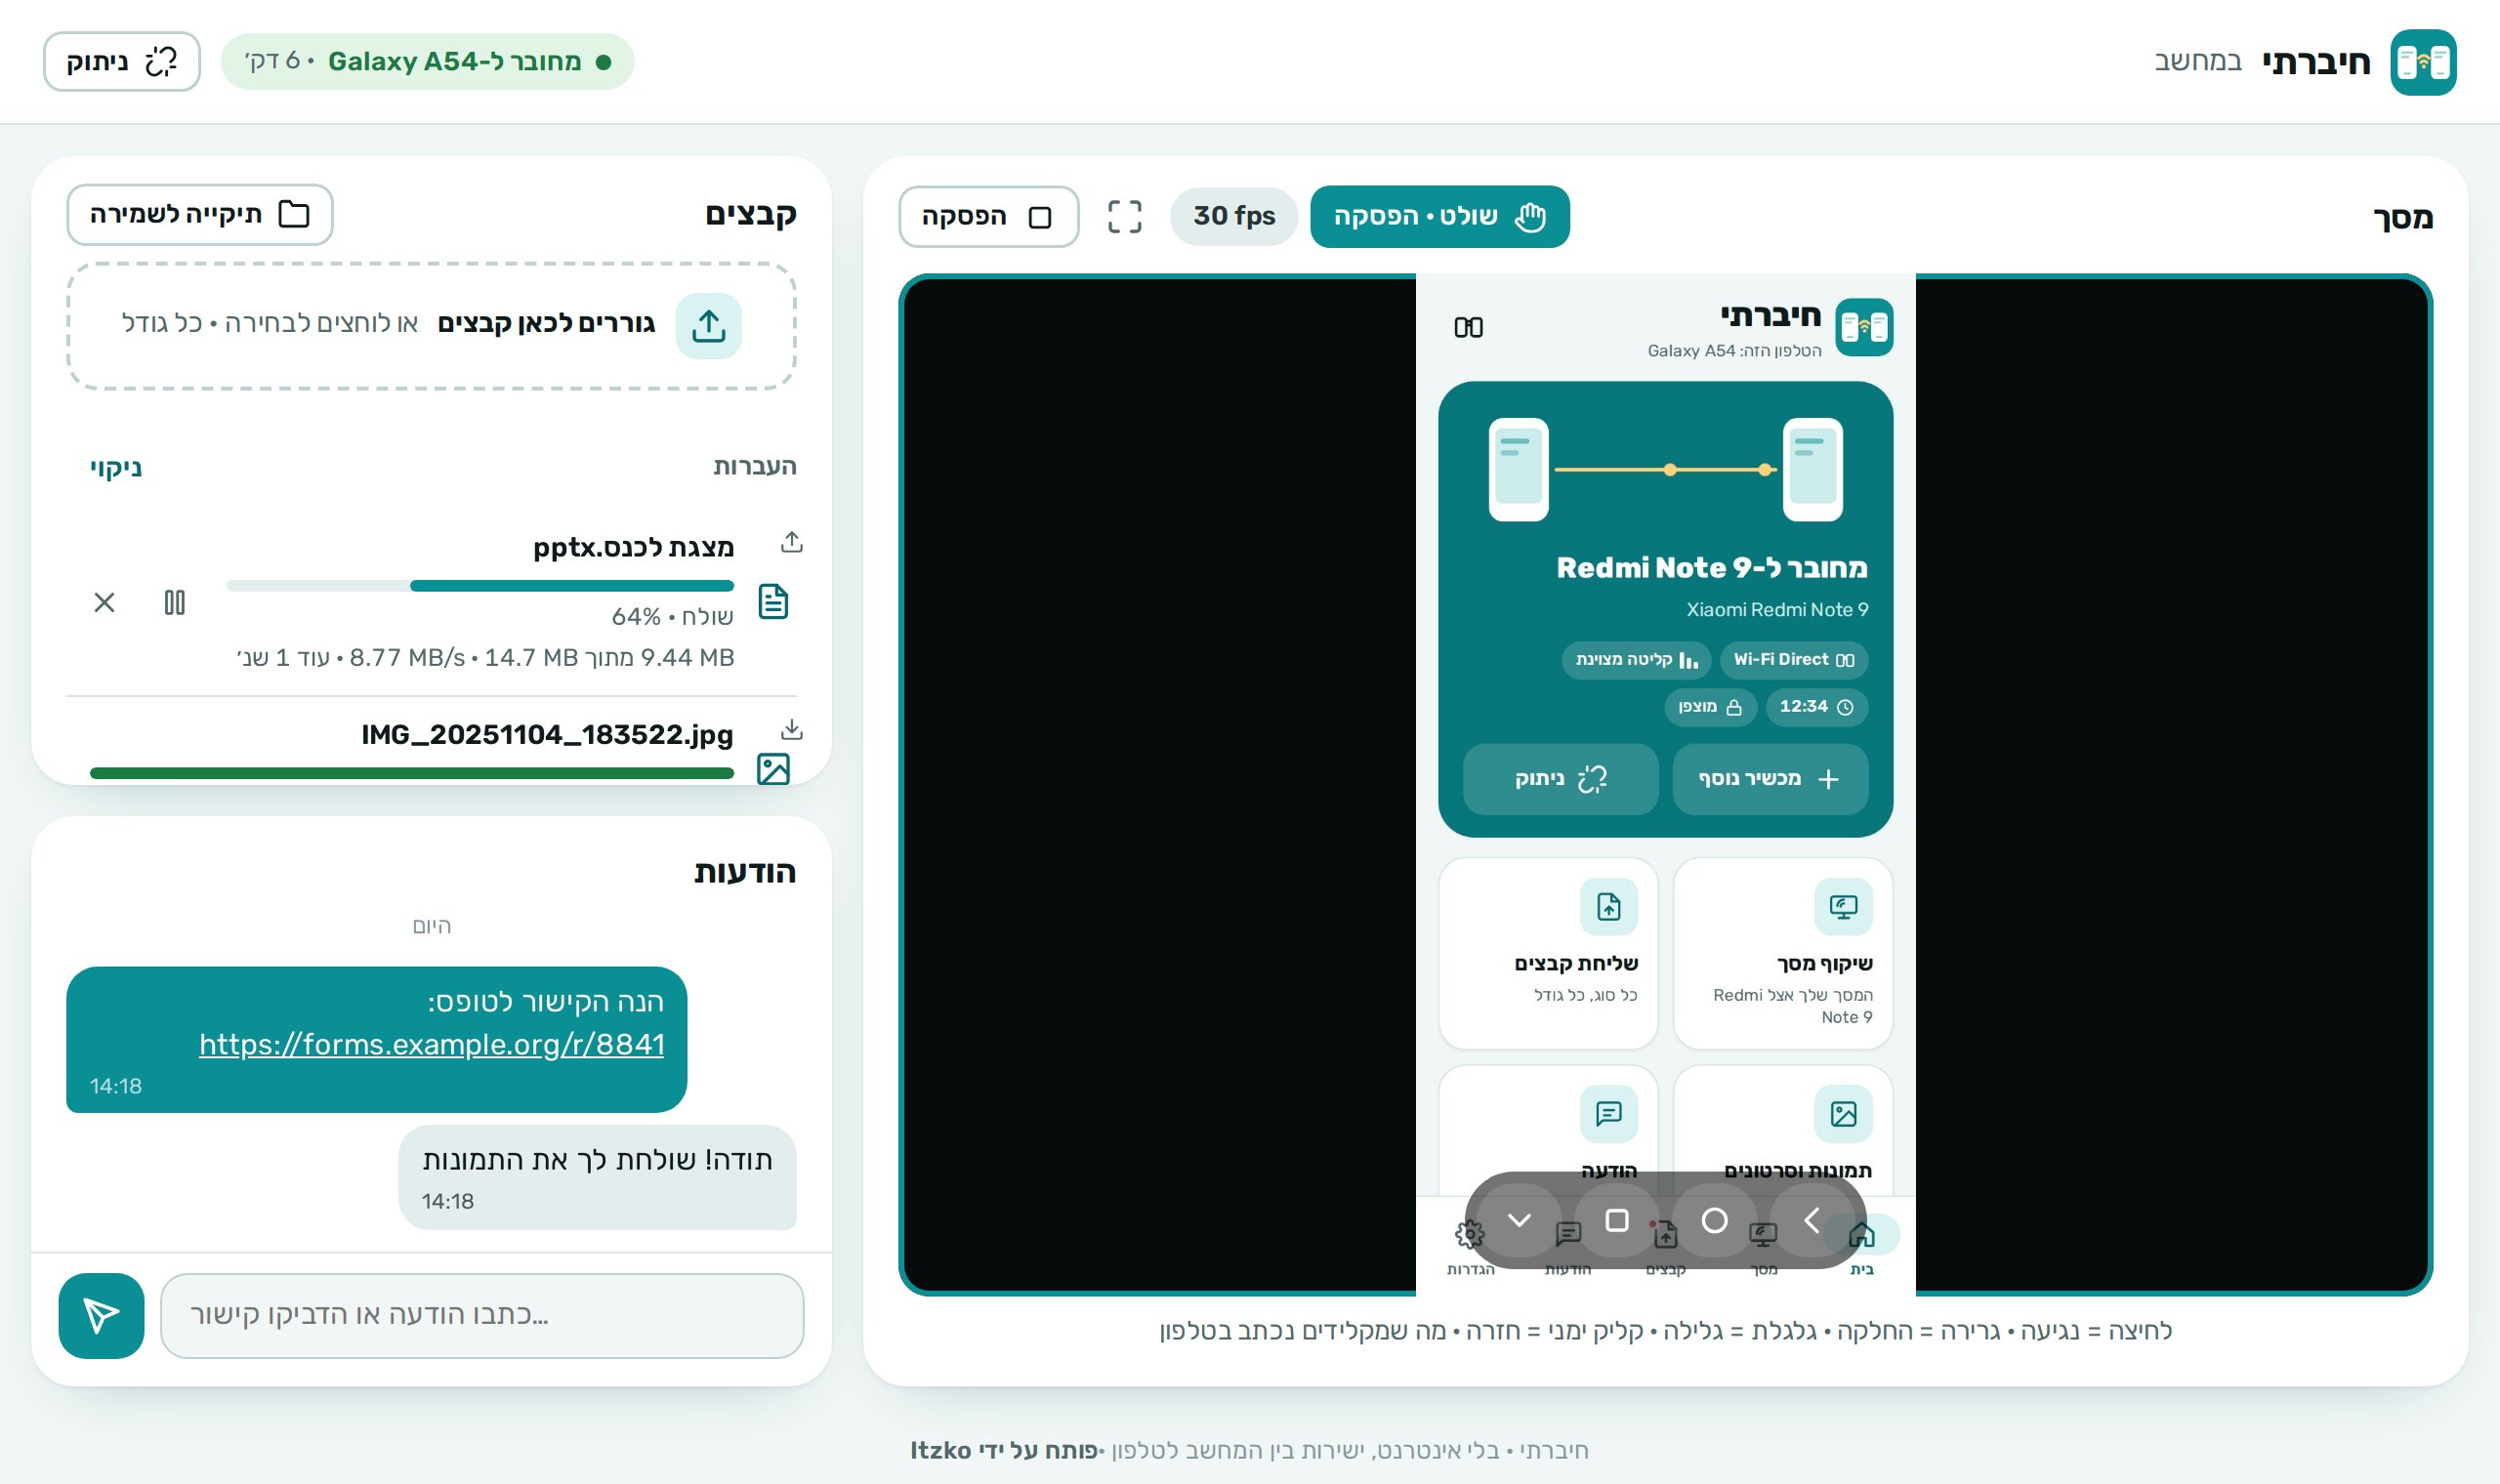 חיברתי במחשב
מחובר ל-Galaxy A54 • 6 דק׳
ניתוק
מסך
שולט • הפסקה
30 fps
הפסקה
חיברתי
הטלפון הזה: Galaxy A54
מחובר ל-Redmi Note 9
Xiaomi Redmi Note 9
Wi-Fi Direct
קליטה מצוינת
12:34
מוצפן
מכשיר נוסף
ניתוק
שיקוף מסך
המסך שלך אצל Redmi
Note 9
שליחת קבצים
כל סוג, כל גודל
תמונות וסרטונים
הודעה
בית
מסך
קבצים
הודעות
הגדרות
לחיצה = נגיעה • גרירה = החלקה • גלגלת = גלילה • קליק ימני = חזרה • מה שמקלידים נכתב בטלפון
קבצים
תיקייה לשמירה
גוררים לכאן קבצים או לוחצים לבחירה • כל גודל
העברות
ניקוי
מצגת לכנס.pptx
שולח • 64%
9.44 MB מתוך 14.7 MB • 8.77 MB/s • עוד 1 שנ׳
IMG_20251104_183522.jpg
הודעות
היום
הנה הקישור לטופס:
https://forms.example.org/r/8841
14:18
תודה! שולחת לך את התמונות
14:18
כתבו הודעה או הדביקו קישור...
חיברתי • בלי אינטרנט, ישירות בין המחשב לטלפון •פותח על ידי Itzko